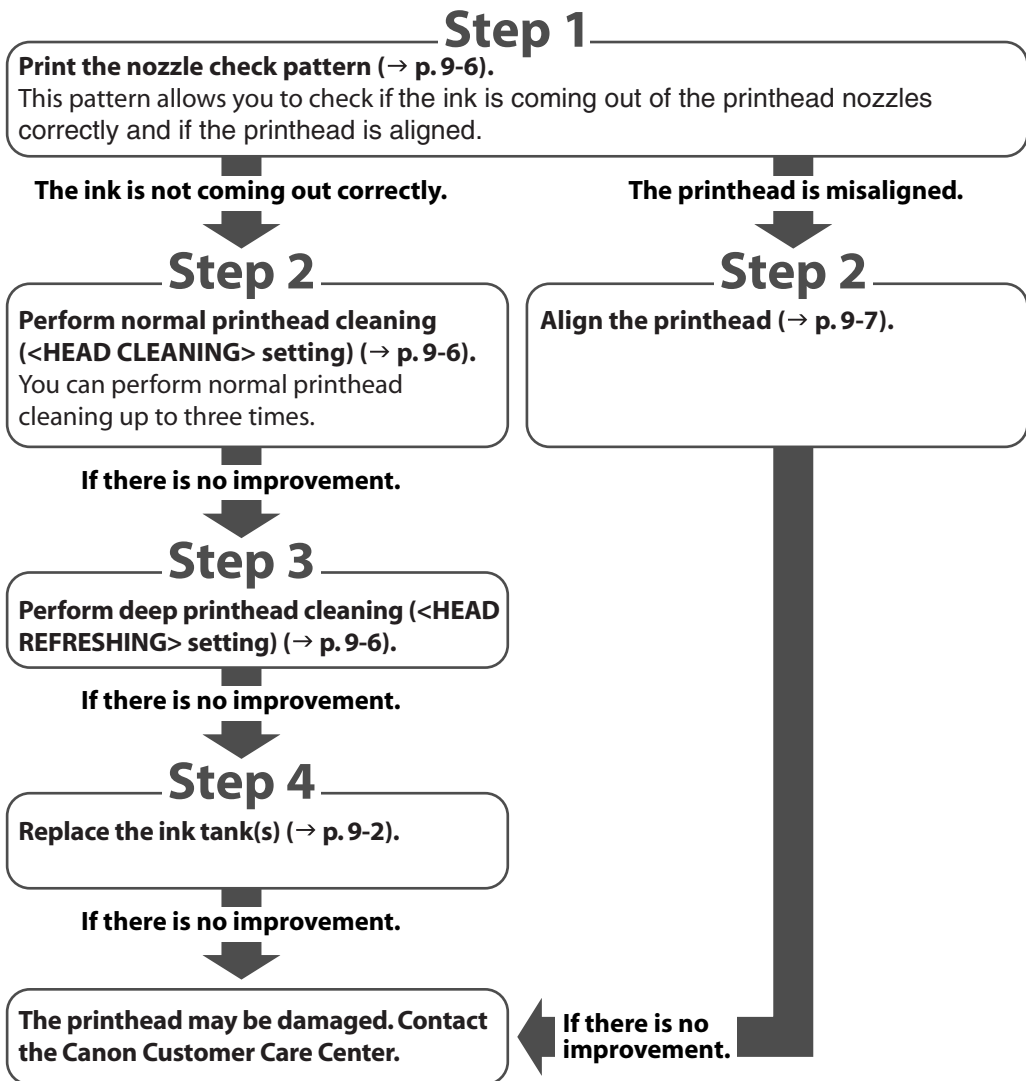 Step 1
Print the nozzle check pattern (→ p. 9-6).
This pattern allows you to check if the ink is coming out of the printhead nozzles
correctly and if the printhead is aligned.
The ink is not coming out correctly.
The printhead is misaligned.
Step 2
Perform normal printhead cleaning
(<HEAD CLEANING> setting) (→ p. 9-6).
You can perform normal printhead
cleaning up to three times.
Step 2
Align the printhead (→ p. 9-7).
If there is no improvement.
Step 3
Perform deep printhead cleaning (<HEAD
REFRESHING> setting) (→ p. 9-6).
If there is no improvement.
Step 4
Replace the ink tank(s) (→ p. 9-2).
If there is no improvement.
The printhead may be damaged. Contact
the Canon Customer Care Center.
If there is no
improvement.